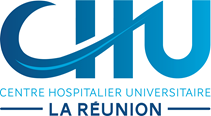 CHU
CENTRE HOSPITALIER UNIVERSITAIRE
LA RÉUNION